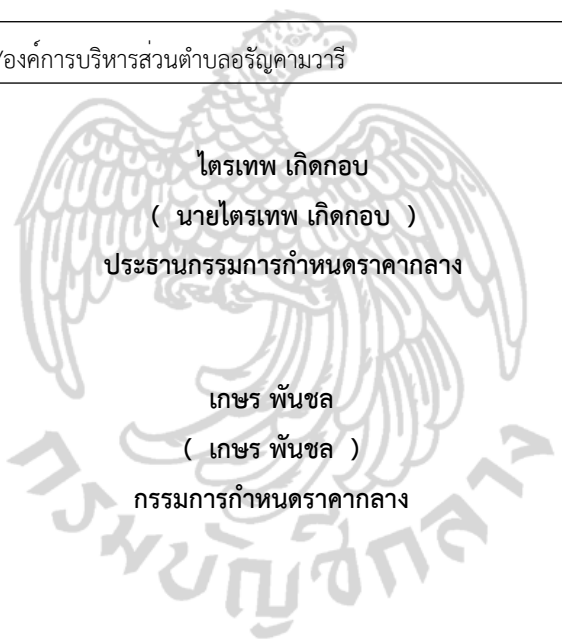 /องค์การบริหารส่วนตำบลอรัญคามวารี
ไตรเทพ เกิดกอบ
( นายไตรเทพ เกิดกอบ )
ประธานกรรมการกำหนดราคากลาง
เกษร พันชล
( เกษร พันชล )
กรรมการกำหนดราคากลาง
กรมบัญชีกลาง